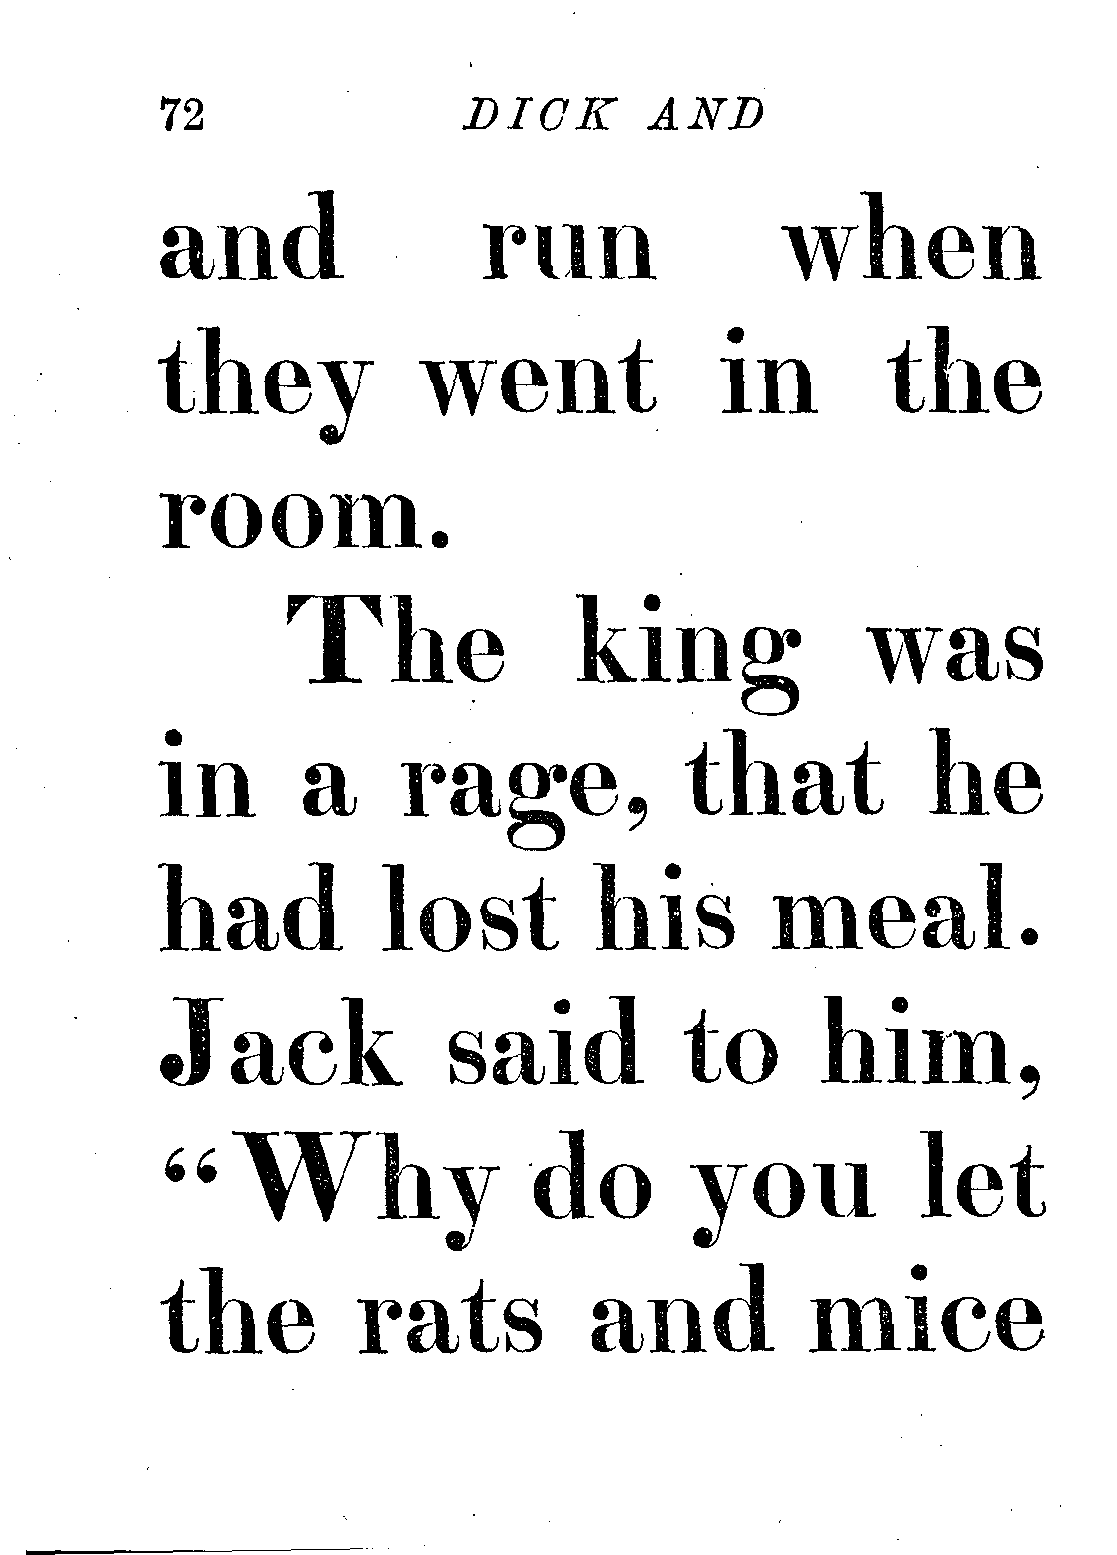 72 DICK AND
and run when
they went in the
room.
The king was
in a rage, that he
had lost his meal.
Jack said to him,
“Why do you let
the rats and mice